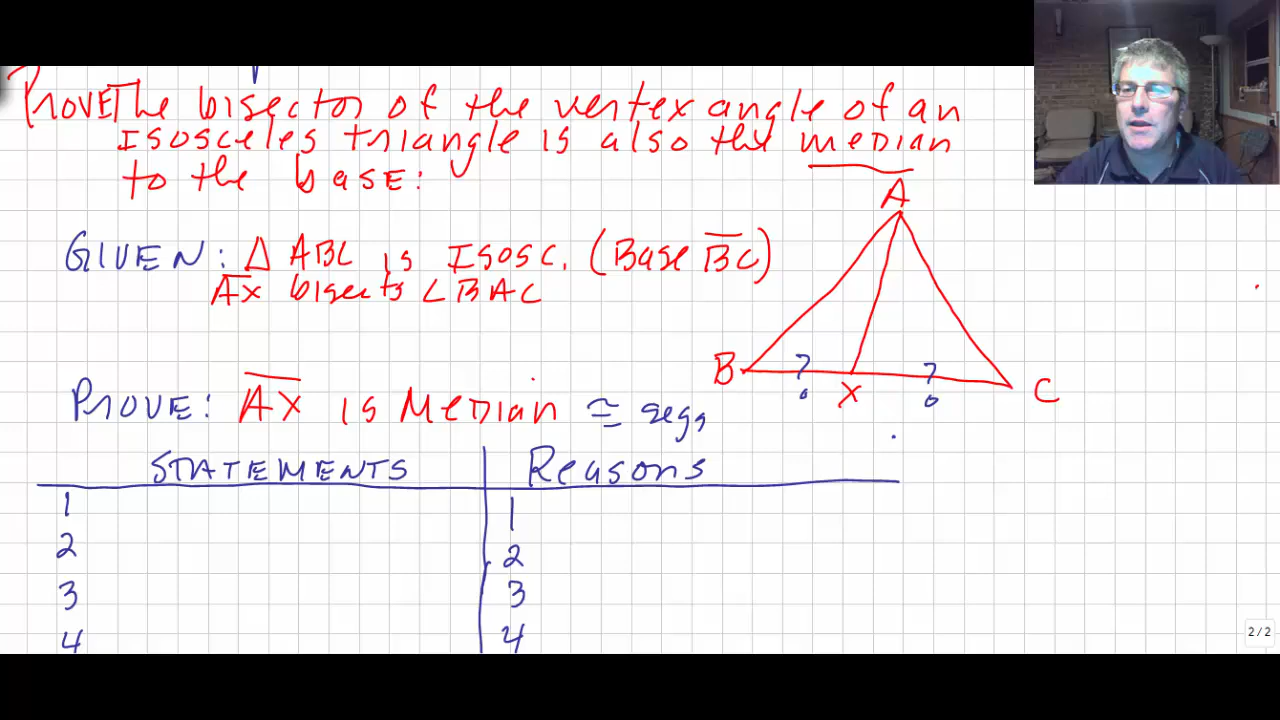 PROVE The bisector of the vertex angle of an
Isosceles triangle is also the median
to the base:
A
GIVEN: Δ ABC is Isosc. (Base BC)
AX bisects ∠BAC
B ? X ? C
PROVE: AX is Median ≅ segs
STATEMENTS Reasons
1 1
2 2
3 3
4 4
2 / 2